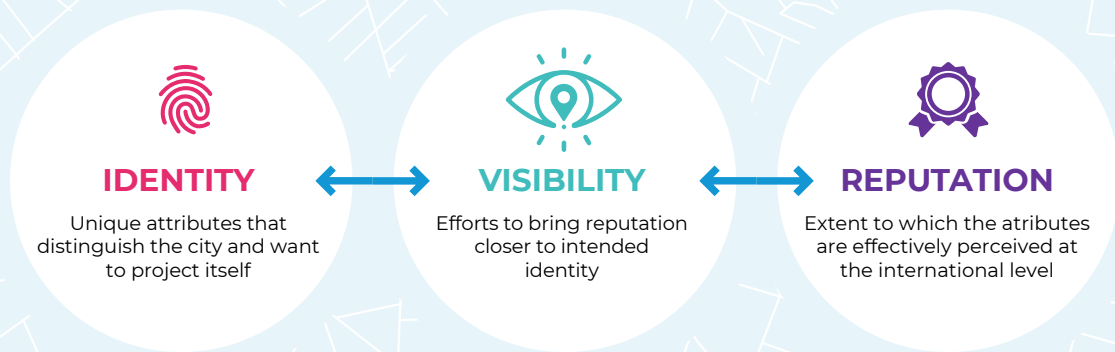 IDENTITY
Unique attributes that
distinguish the city and want
to project itself
VISIBILITY
Efforts to bring reputation
closer to intended
identity
REPUTATION
Extent to which the atributes
are effectively perceived at
the international level